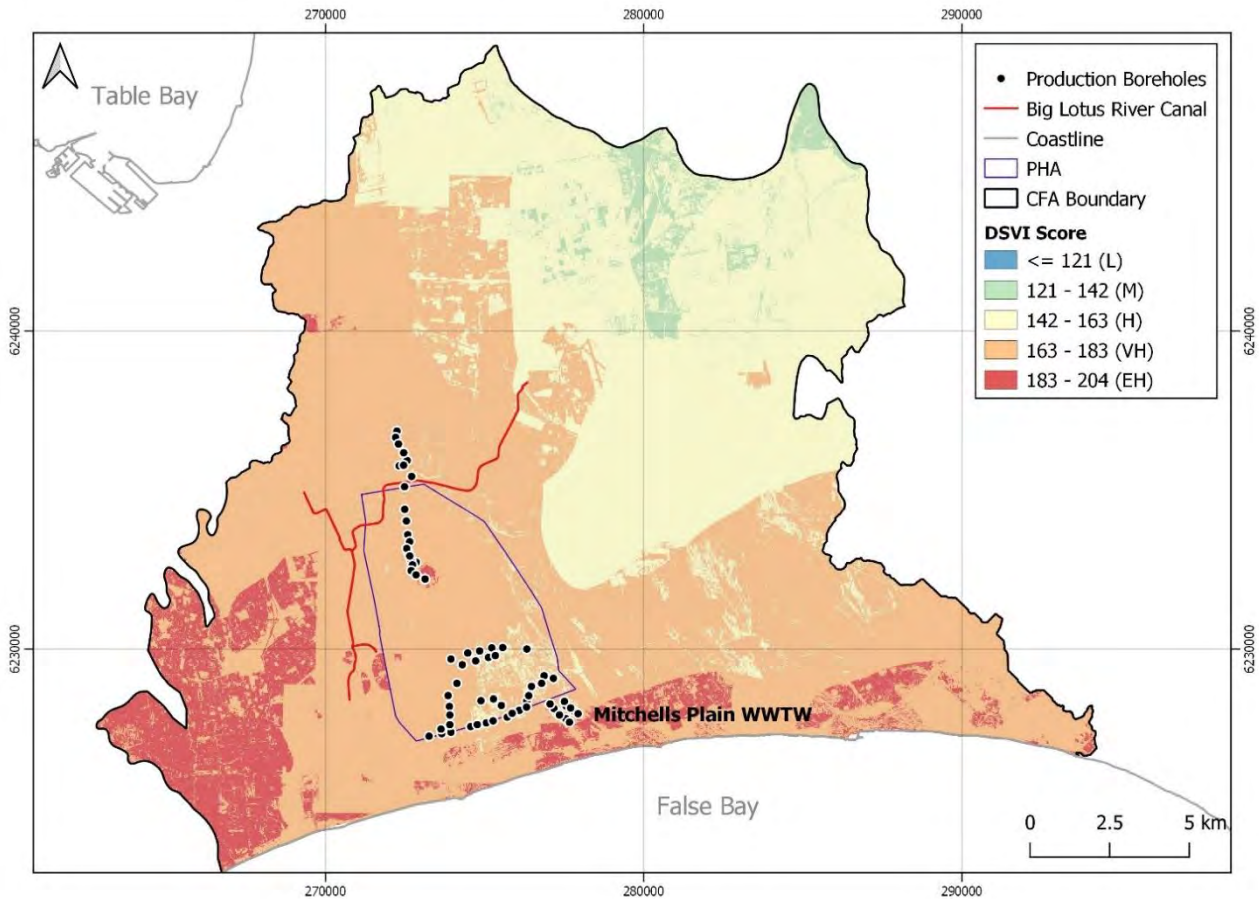 270000 280000 290000
Table Bay
Production Boreholes
Big Lotus River Canal
Coastline
PHA
CFA Boundary
DSVI Score
<= 121 (L)
121 - 142 (M)
142 - 163 (H)
163 - 183 (VH)
183 - 204 (EH)
6240000 6240000
6230000 6230000
Mitchells Plain WWTW
False Bay
0 2.5 5 km
270000 280000 290000